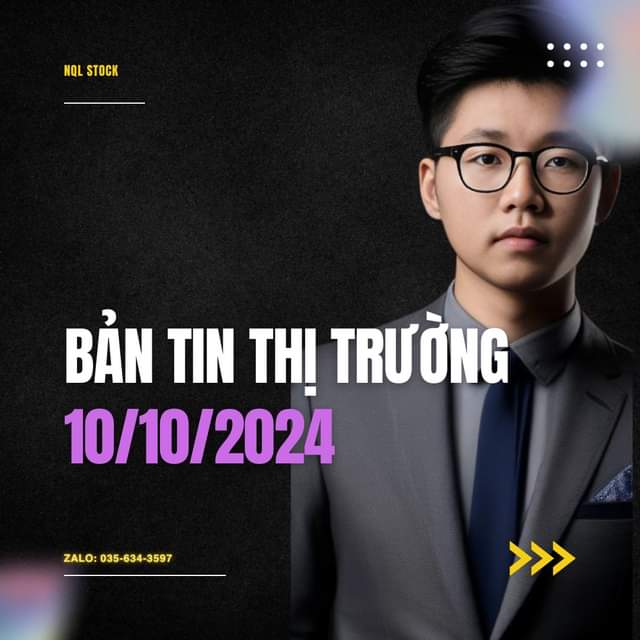 NQL STOCK
BẢN TIN THỊ TRƯỜNG
10/10/2024
ZALO: 035-634-3597